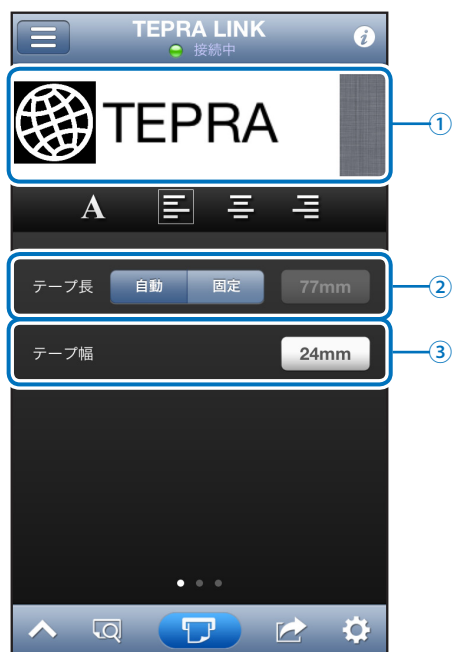 TEPRA LINK
接続中
TEPRA
①
A
テープ長 自動 固定 77mm
②
テープ幅 24mm
③